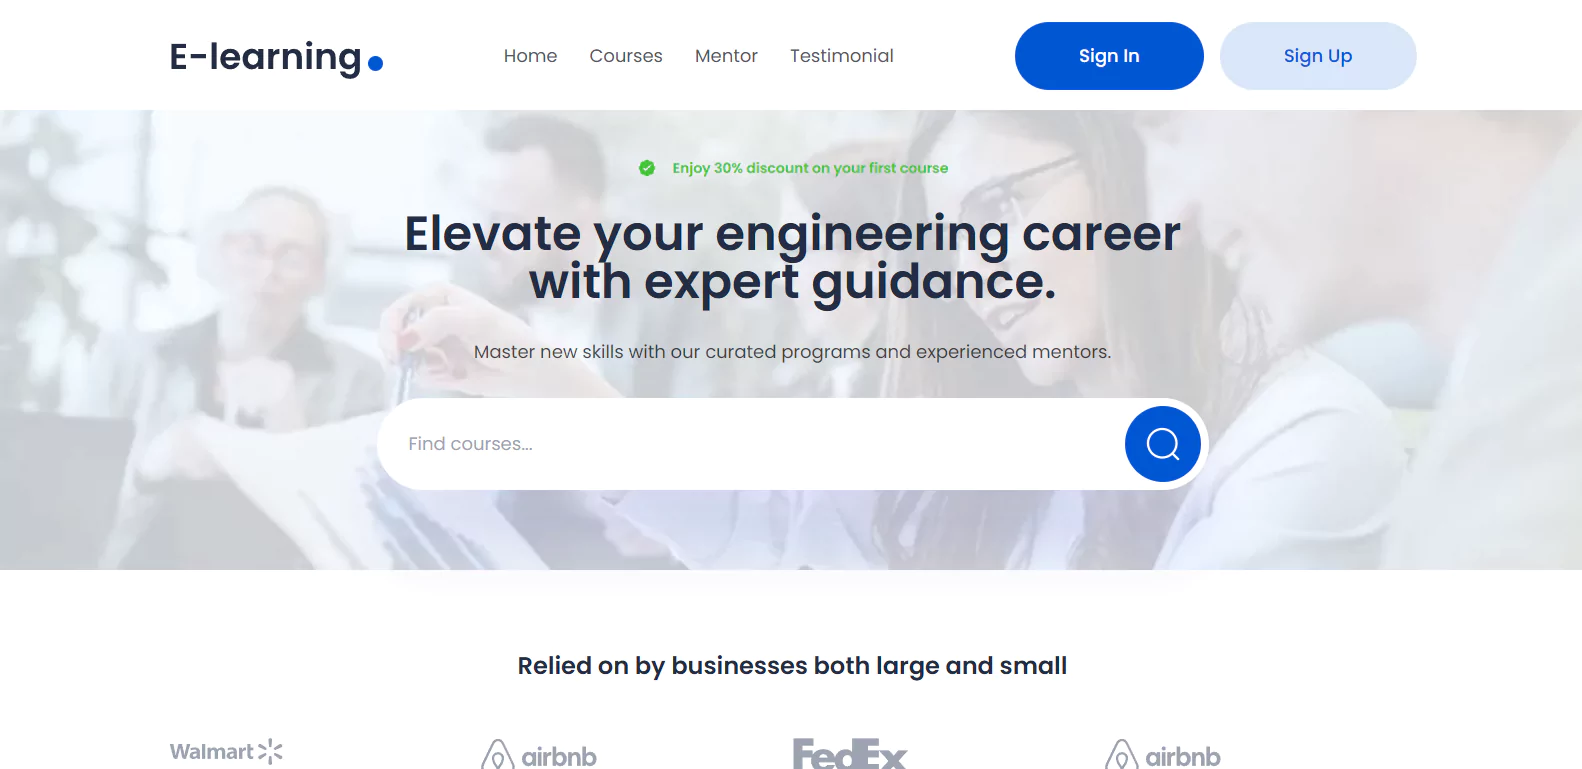 E-learning
Home Courses Mentor Testimonial Sign In Sign Up
Enjoy 30% discount on your first course
Elevate your engineering career
with expert guidance.
Master new skills with our curated programs and experienced mentors.
Find courses...
Relied on by businesses both large and small
Walmart airbnb FedEx airbnb